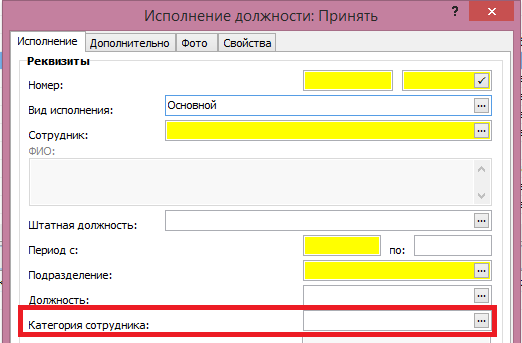 Исполнение должности: Принять
?
Исполнение Дополнительно Фото Свойства
Реквизиты
Номер:
Вид исполнения: Основной ...
Сотрудник: ...
ФИО:
Штатная должность: ...
Период с: по:
Подразделение: ...
Должность: ...
Категория сотрудника: ...